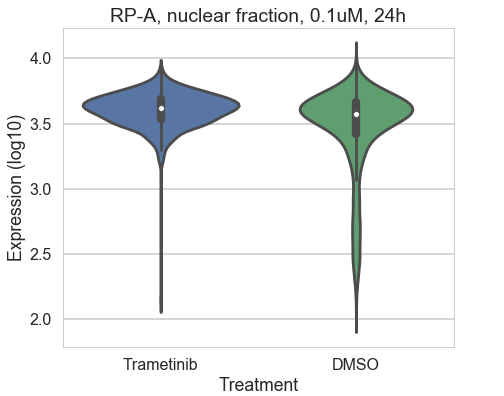 RP-A, nuclear fraction, 0.1uM, 24h
Expression (log10)
4.0
3.5
3.0
2.5
2.0
Trametinib DMSO
Treatment